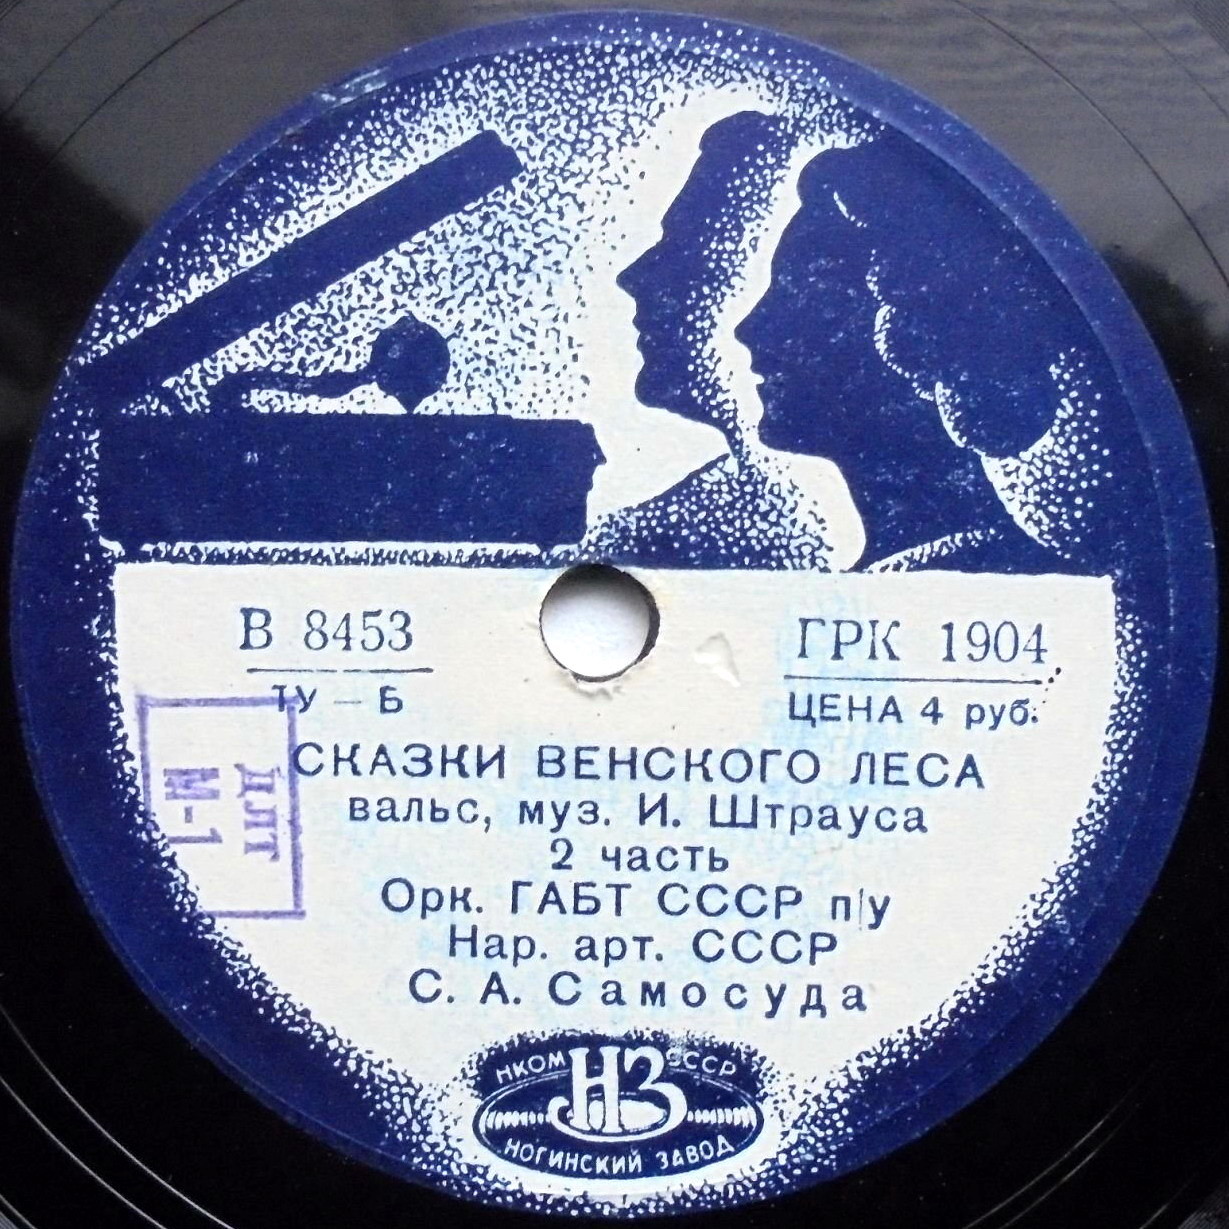 В 8453
ГРК 1904
ТУ – Б
ЦЕНА 4 руб.
СКАЗКИ ВЕНСКОГО ЛЕСА
вальс, муз. И. Штрауса
2 часть
Орк. ГАБТ СССР п/у
Нар. арт. СССР
С. А. Самосуда
ДЛТ
М-1
НКОМ СССР
НЗ
НОГИНСКИЙ ЗАВОД